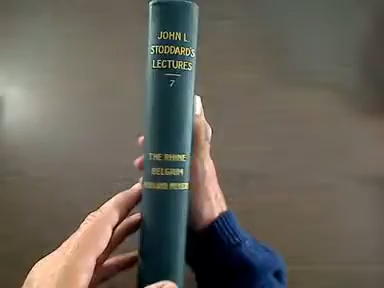 JOHN L.
STODDARD'S
LECTURES
7
THE RHINE
BELGIUM